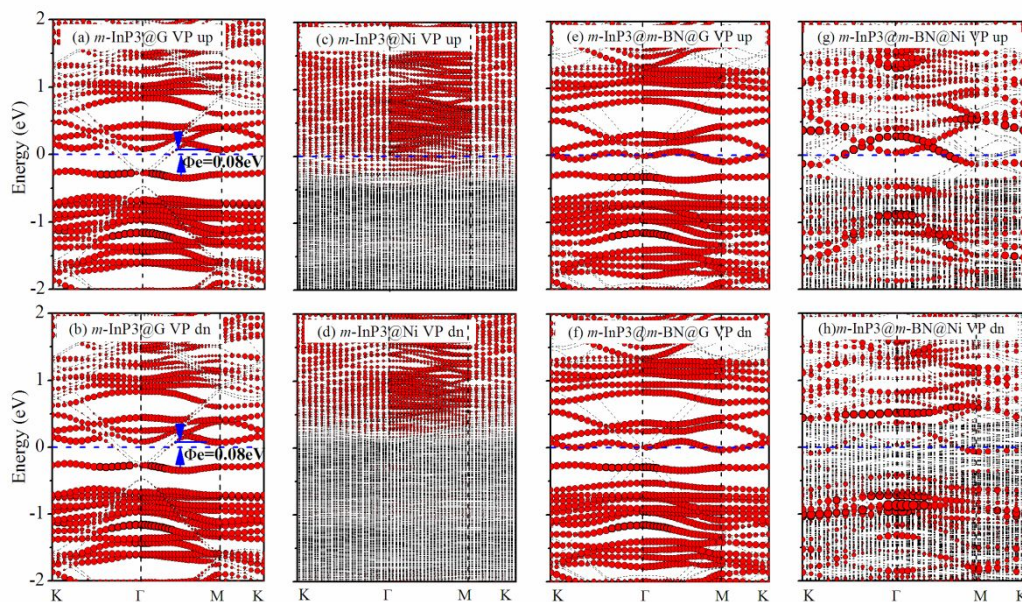 (a) m-InP3@G VP up
(c) m-InP3@Ni VP up
(e) m-InP3@m-BN@G VP up
(g) m-InP3@m-BN@Ni VP up
2
1
0
-1
-2
Energy (eV)
Φe=0.08eV
(b) m-InP3@G VP dn
(d) m-InP3@Ni VP dn
(f) m-InP3@m-BN@G VP dn
(h)m-InP3@m-BN@Ni VP dn
2
1
0
-1
-2
Energy (eV)
Φe=0.08eV
K Γ M K
K Γ M K
K Γ M K
K Γ M K